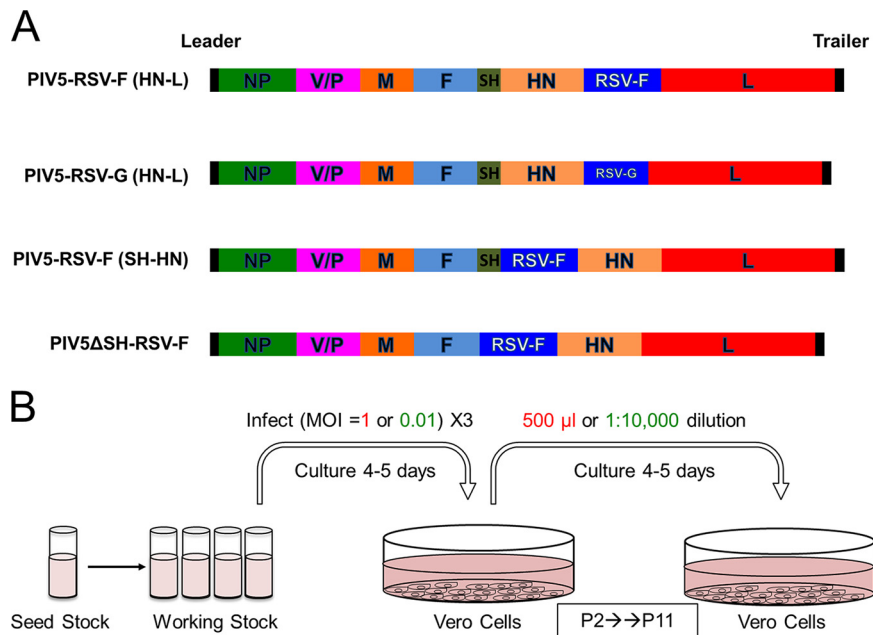 A
Leader Trailer
PIV5-RSV-F (HN-L) NP V/P M F SH HN RSV-F L
PIV5-RSV-G (HN-L) NP V/P M F SH HN RSV-G L
PIV5-RSV-F (SH-HN) NP V/P M F SH RSV-F HN L
PIV5ΔSH-RSV-F NP V/P M F RSV-F HN L
B
Infect (MOI =1 or 0.01) X3 500 µl or 1:10,000 dilution
Culture 4-5 days Culture 4-5 days
Seed Stock Working Stock Vero Cells P2→→P11 Vero Cells